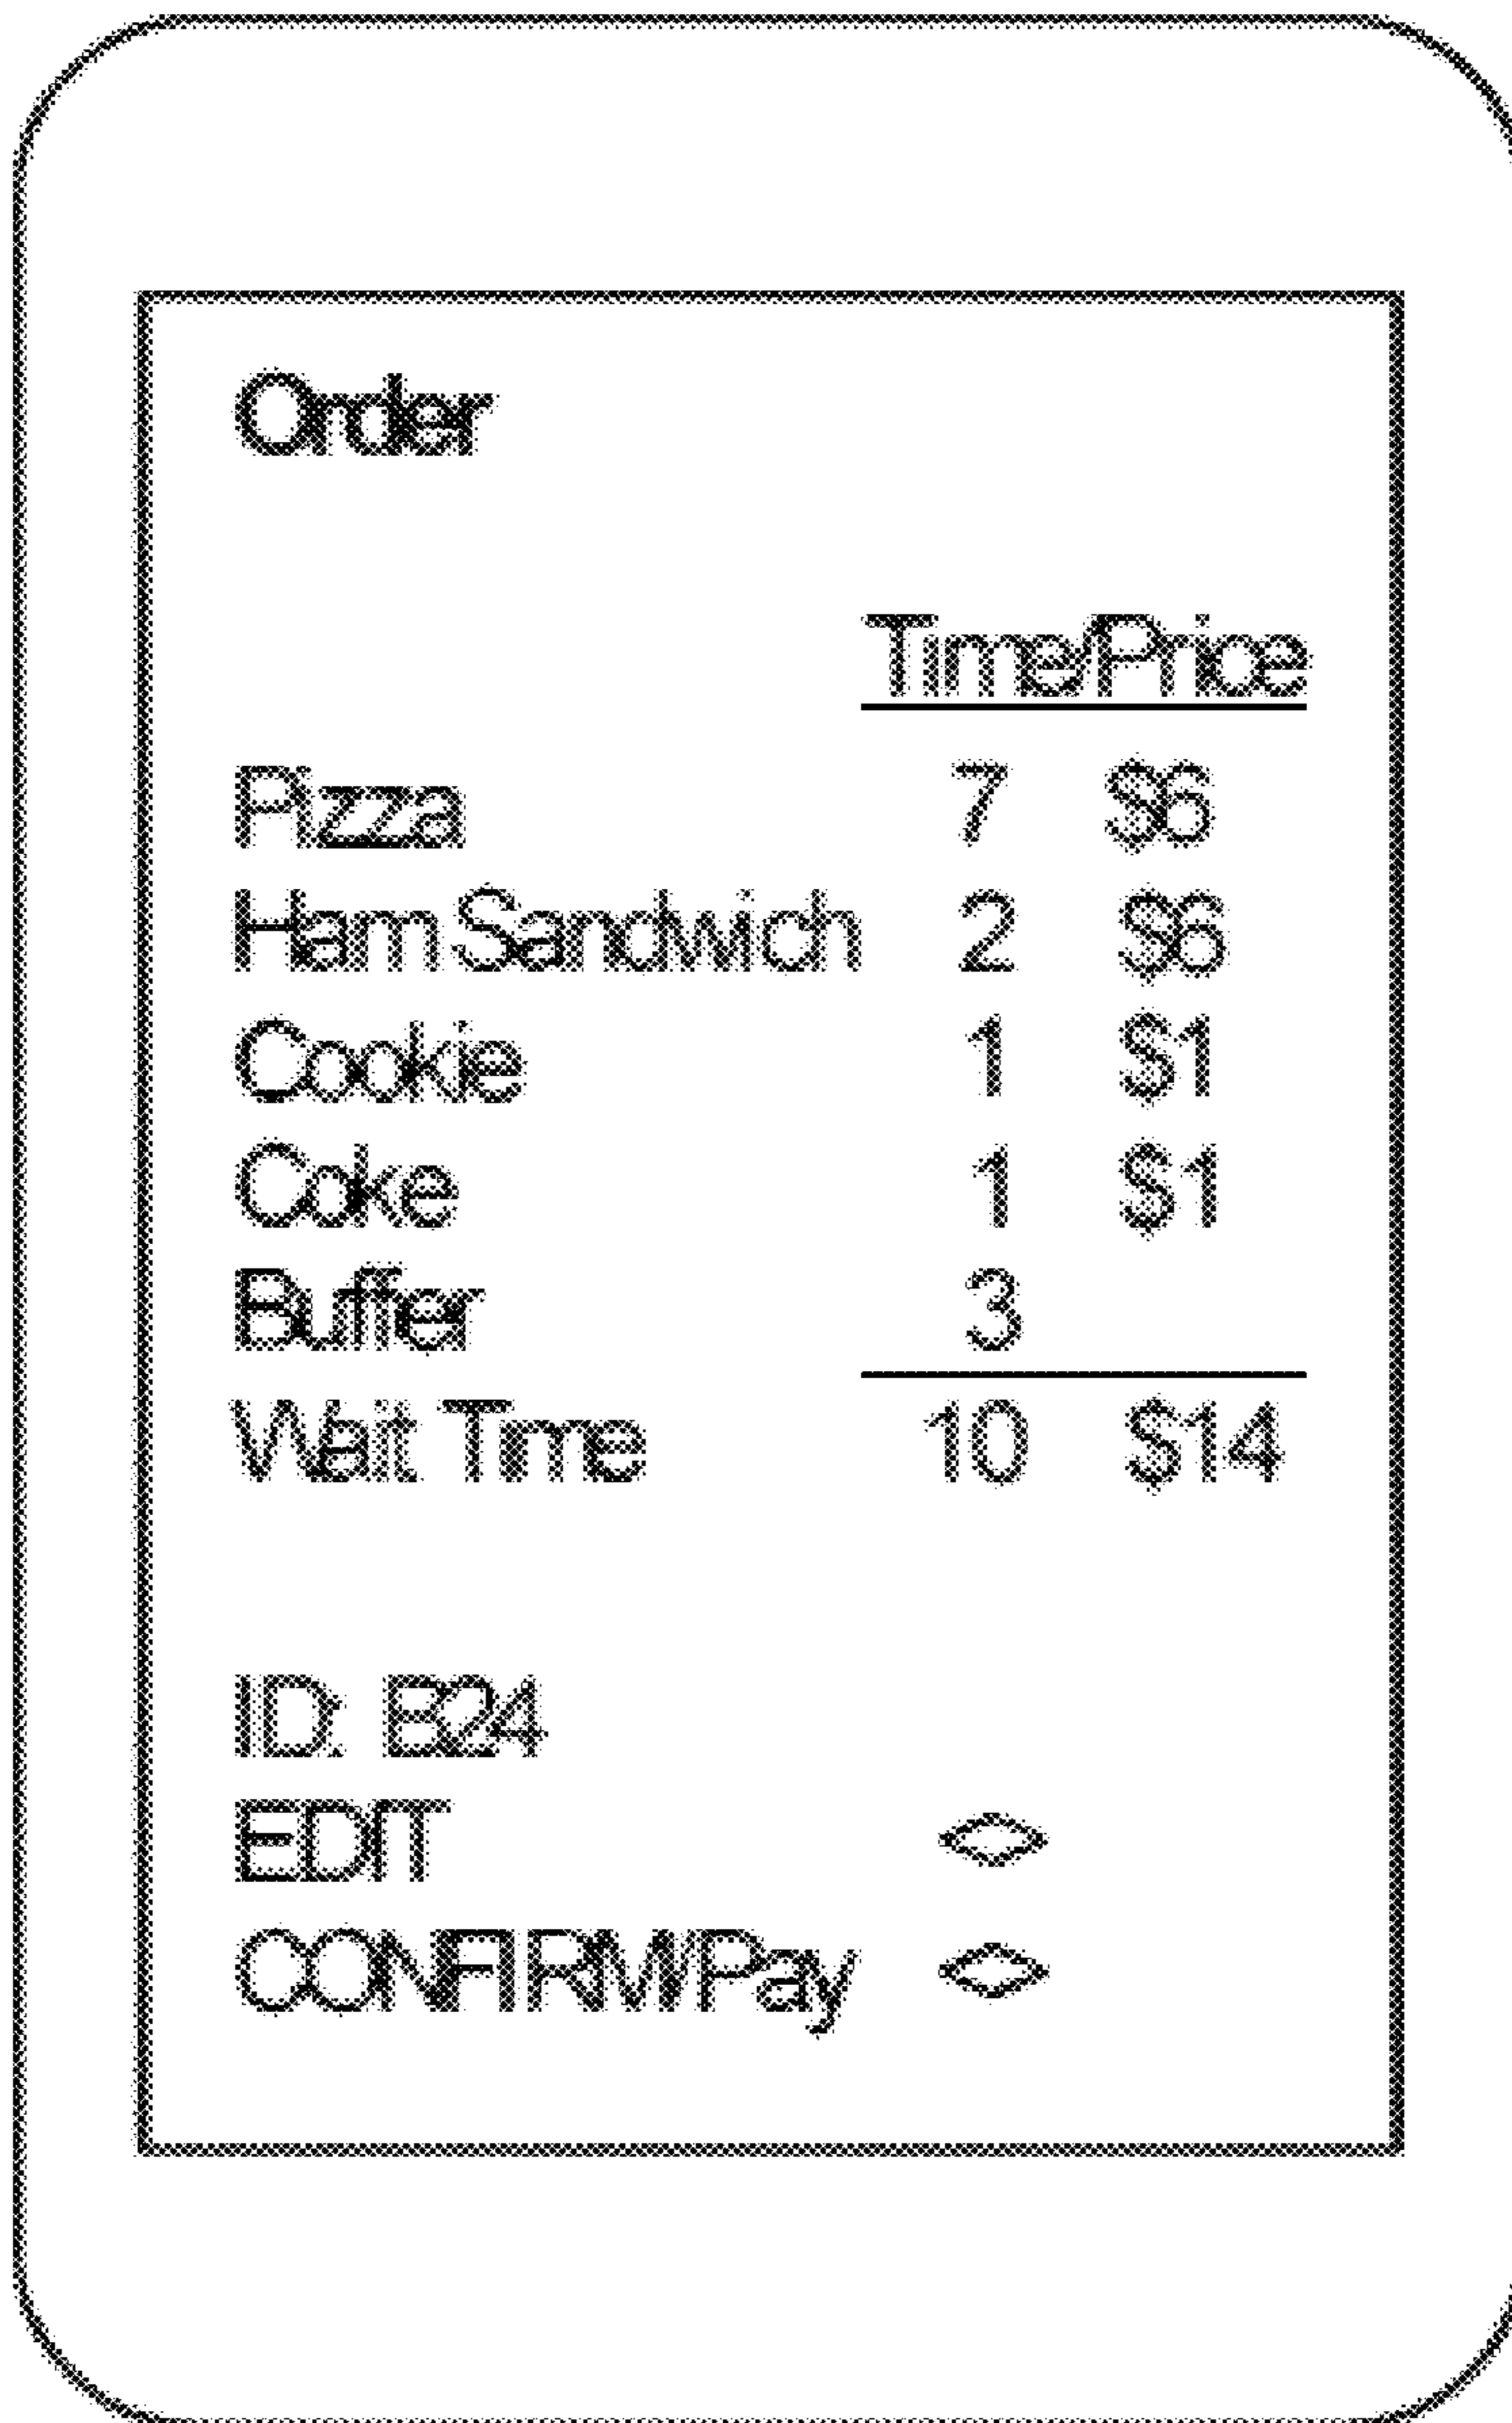 Order
Time/Price
Pizza 7 $6
Ham Sandwich 2 $6
Cookie 1 $1
Coke 1 $1
Buffer 3
Wait Time 10 $14
ID: B24
EDIT
CONFIRM/Pay